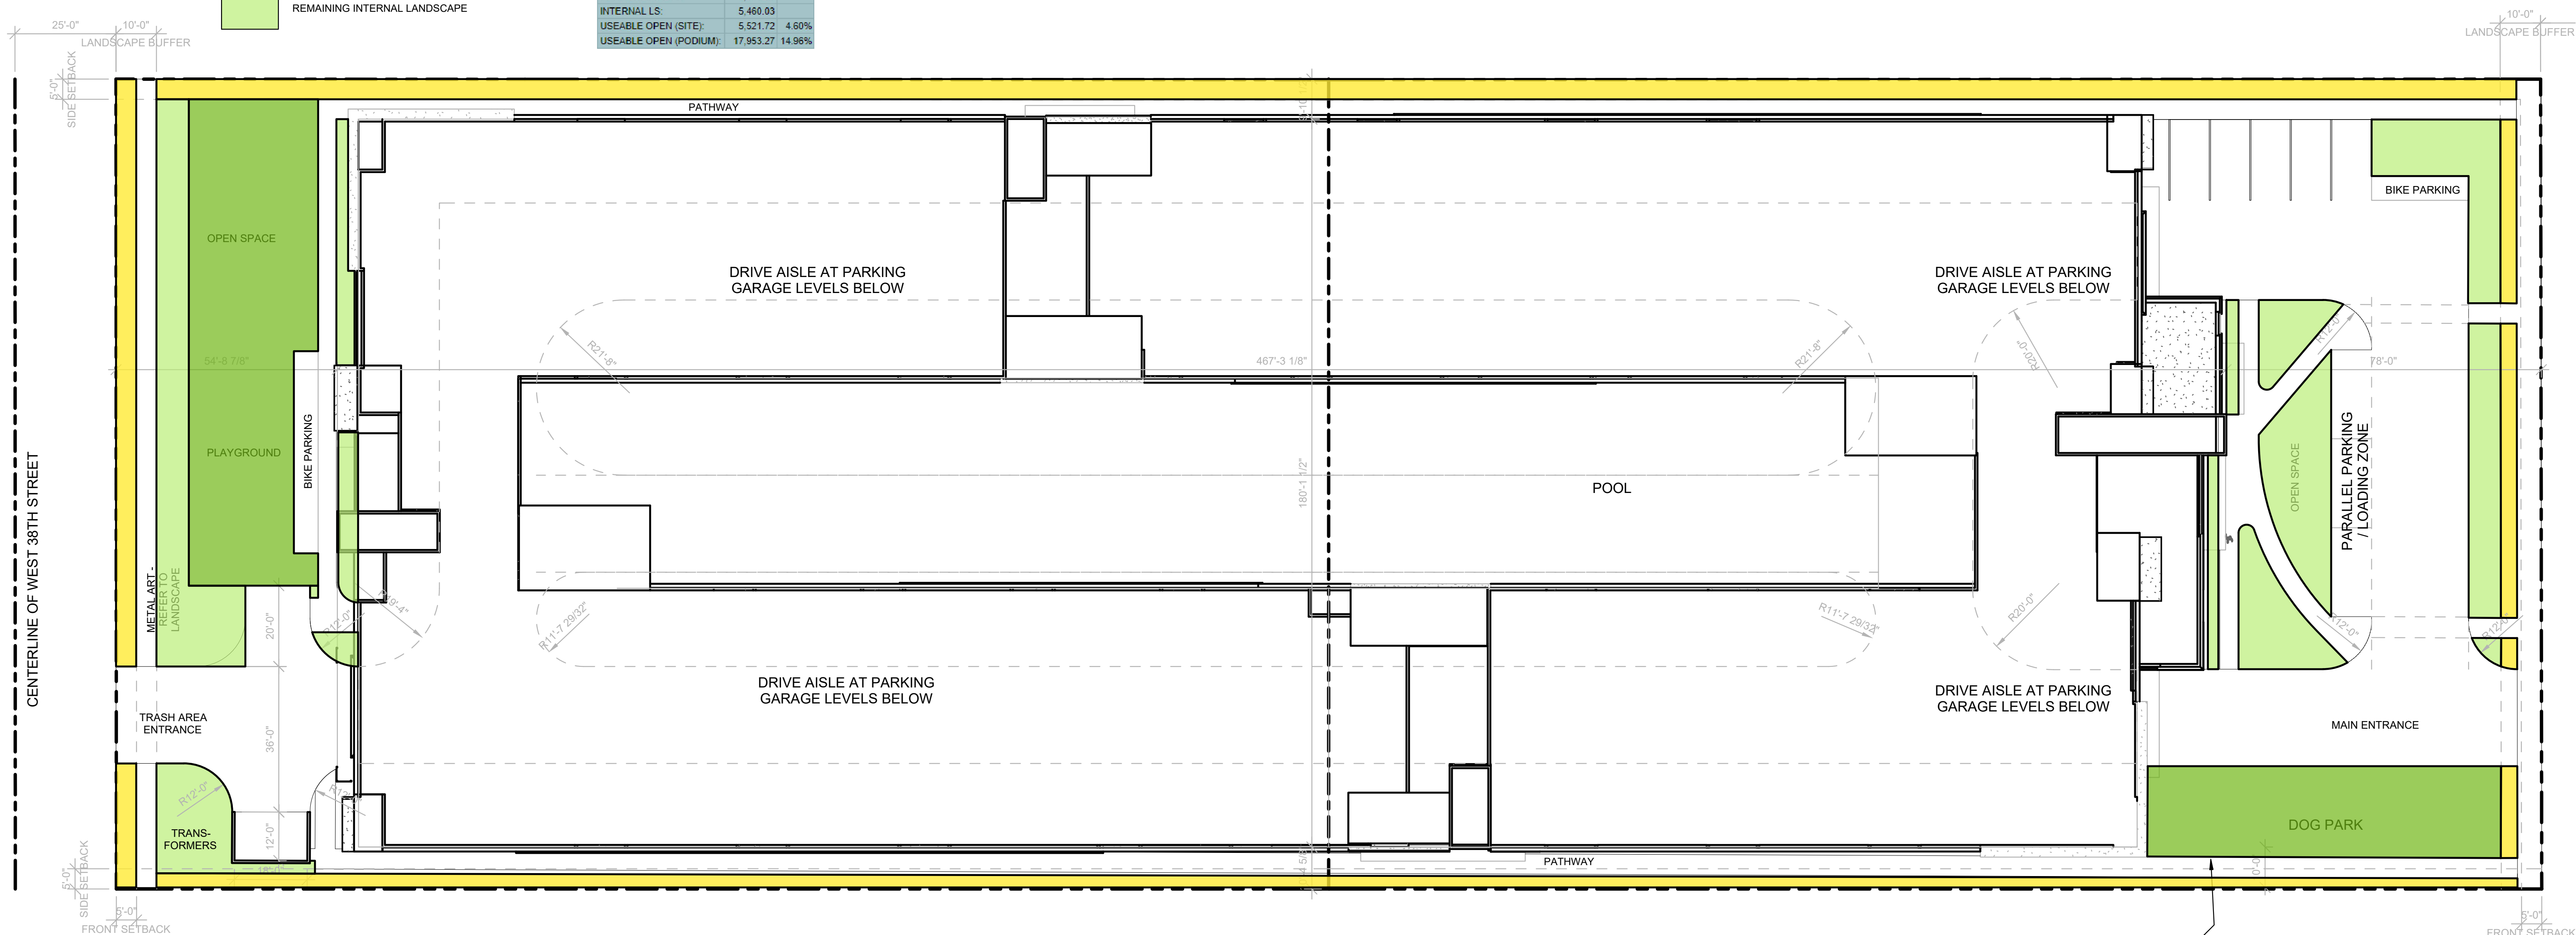 REMAINING INTERNAL LANDSCAPE
INTERNAL LS: 5,460.03
USEABLE OPEN (SITE): 5,521.72 4.60%
USEABLE OPEN (PODIUM): 17,953.27 14.96%
25'-0"
10'-0"
LANDSCAPE BUFFER
10'-0"
LANDSCAPE BUFFER
5'-0"
SIDE SETBACK
PATHWAY
OPEN SPACE
BIKE PARKING
DRIVE AISLE AT PARKING
GARAGE LEVELS BELOW
DRIVE AISLE AT PARKING
GARAGE LEVELS BELOW
R21'-8"
R21'-8"
R20'-0"
R12'-0"
54'-8 7/8"
467'-3 1/8"
78'-0"
CENTERLINE OF WEST 38TH STREET
PLAYGROUND
BIKE PARKING
180'-1 1/2"
POOL
OPEN SPACE
PARALLEL PARKING
/ LOADING ZONE
METAL ART -
REFER TO
LANDSCAPE
20'-0"
R12'-0"
R19'-4"
R11'-7 29/32"
R11'-7 29/32"
R20'-0"
R12'-0"
R12'-0"
DRIVE AISLE AT PARKING
GARAGE LEVELS BELOW
DRIVE AISLE AT PARKING
GARAGE LEVELS BELOW
TRASH AREA
ENTRANCE
36'-0"
MAIN ENTRANCE
R12'-0"
TRANS-
FORMERS
12'-0"
DOG PARK
PATHWAY
5'-0"
SIDE SETBACK
5'-0"
FRONT SETBACK
5'-0"
FRONT SETBACK